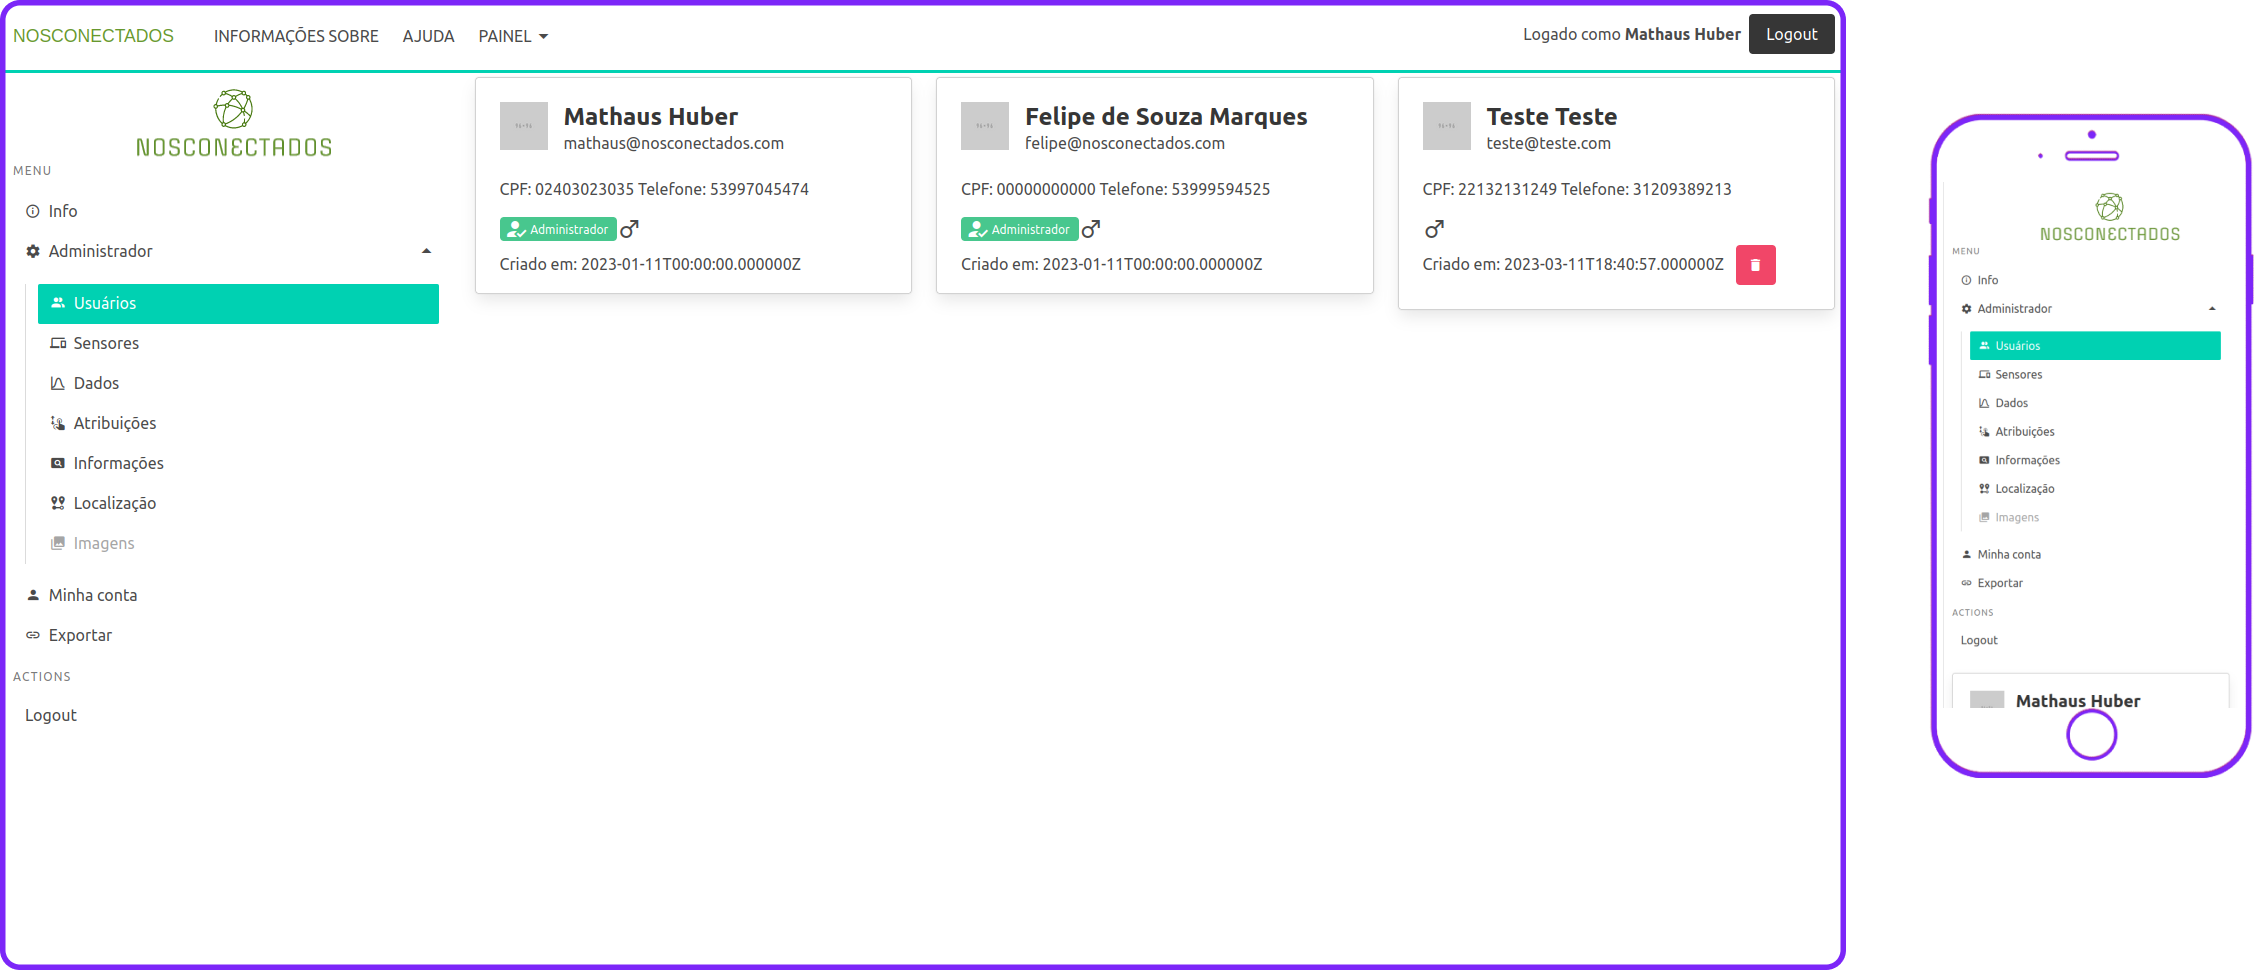 NOSCONECTADOS INFORMAÇÕES SOBRE AJUDA PAINEL Logado como Mathaus Huber Logout
NOSCONECTADOS
MENU
Info
Administrador
Usuários
Sensores
Dados
Atribuições
Informações
Localização
Imagens
Minha conta
Exportar
ACTIONS
Logout
Mathaus Huber
mathaus@nosconectados.com
CPF: 02403023035 Telefone: 53997045474
Administrador
Criado em: 2023-01-11T00:00:00.000000Z
Felipe de Souza Marques
felipe@nosconectados.com
CPF: 00000000000 Telefone: 53999594525
Administrador
Criado em: 2023-01-11T00:00:00.000000Z
Teste Teste
teste@teste.com
CPF: 22132131249 Telefone: 31209389213
Criado em: 2023-03-11T18:40:57.000000Z
NOSCONECTADOS
MENU
Info
Administrador
Usuários
Sensores
Dados
Atribuições
Informações
Localização
Imagens
Minha conta
Exportar
ACTIONS
Logout
Mathaus Huber